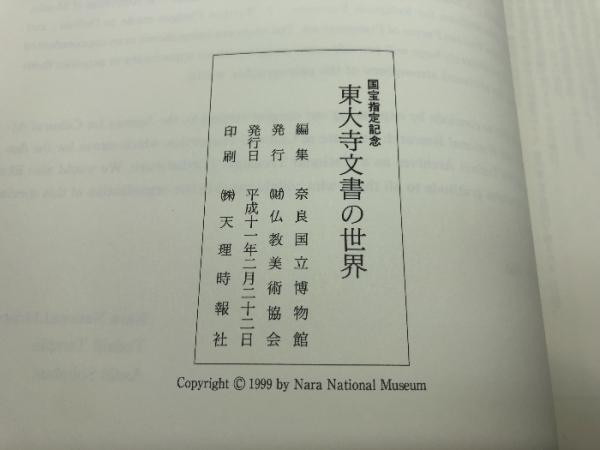 国宝指定記念
東大寺文書の世界
編集 奈良国立博物館
発行 ㈶仏教美術協会
発行日 平成十一年二月二十二日
印刷 ㈱天理時報社
Copyright © 1999 by Nara National Museum